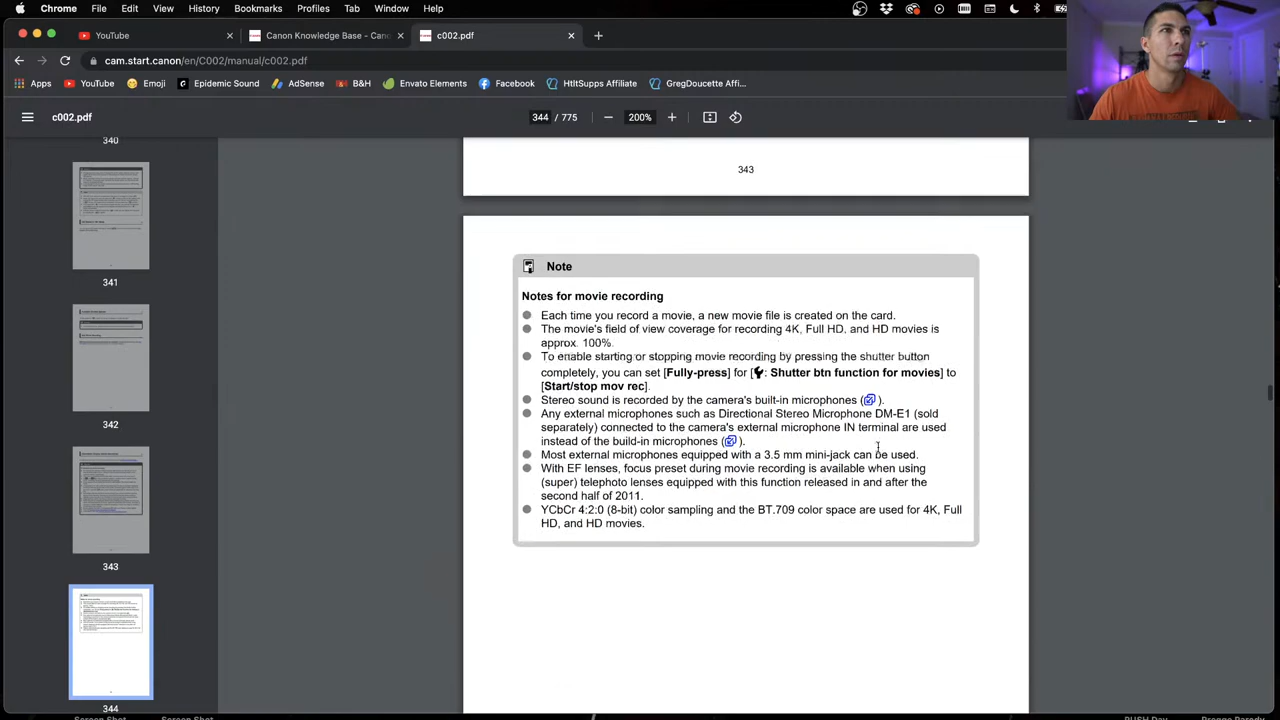 Chrome File Edit View History Bookmarks Profiles Tab Window Help
YouTube
Canon Knowledge Base - Cano
c002.pdf
cam.start.canon/en/C002/manual/c002.pdf
Apps YouTube Emoji Epidemic Sound AdSense B&H Envato Elements Facebook HtltSupps Affiliate GregDoucette Affi...
c002.pdf
344 / 775
200%
340
341
342
343
344
343
Note
Notes for movie recording
Each time you record a movie, a new movie file is created on the card.
The movie's field of view coverage for recording 4K, Full HD, and HD movies is
approx. 100%.
To enable starting or stopping movie recording by pressing the shutter button
completely, you can set [Fully-press] for [ : Shutter btn function for movies] to
[Start/stop mov rec].
Stereo sound is recorded by the camera's built-in microphones ( ).
Any external microphones such as Directional Stereo Microphone DM-E1 (sold
separately) connected to the camera's external microphone IN terminal are used
instead of the build-in microphones ( ).
Most external microphones equipped with a 3.5 mm mini-jack can be used.
With EF lenses, focus preset during movie recording is available when using
(super) telephoto lenses equipped with this function released in and after the
second half of 2011.
YCbCr 4:2:0 (8-bit) color sampling and the BT.709 color space are used for 4K, Full
HD, and HD movies.